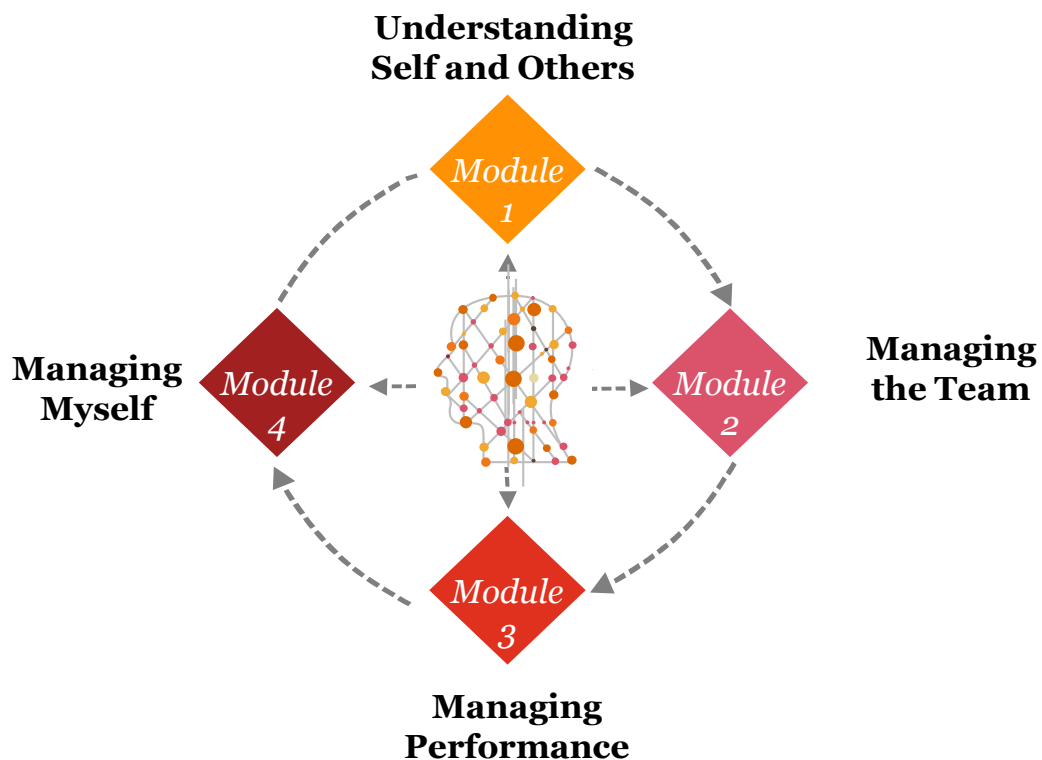 Understanding
Self and Others
Module
1
Managing
Myself
Module
4
Module
2
Managing
the Team
Module
3
Managing
Performance